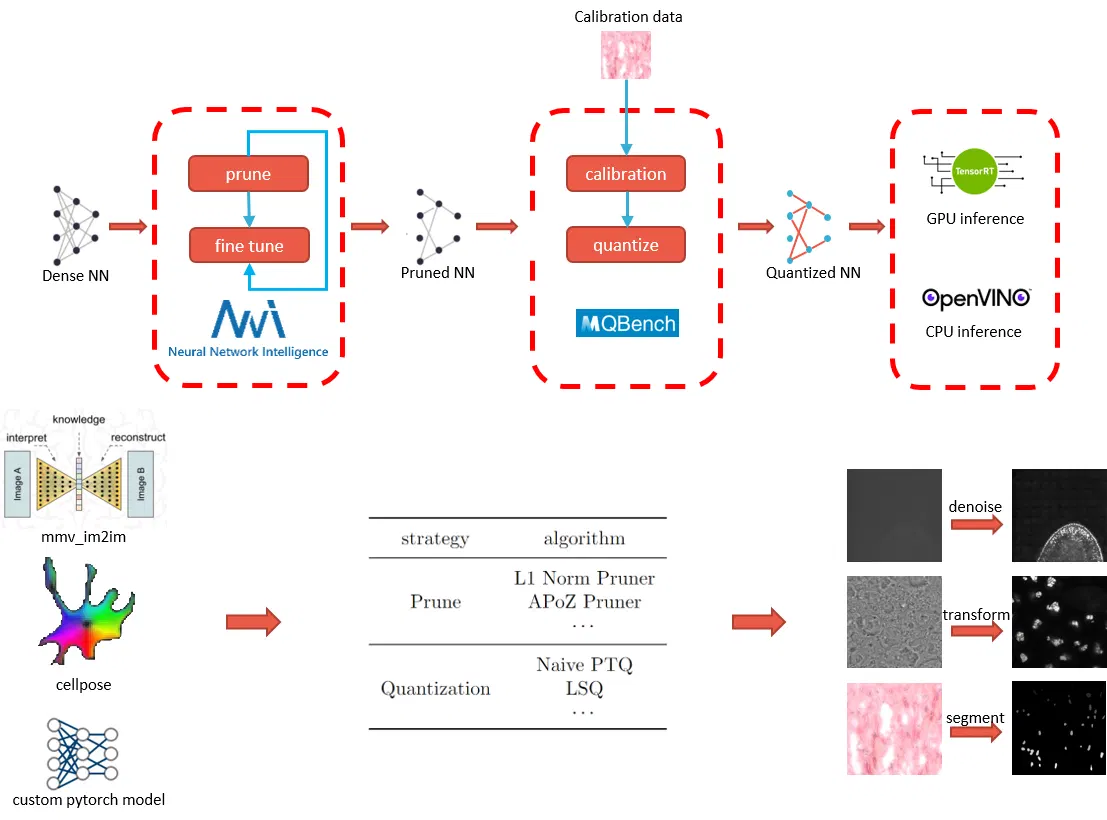 Calibration data
prune
fine tune
Neural Network Intelligence
Dense NN
Pruned NN
calibration
quantize
MQBench
Quantized NN
TensorRT
GPU inference
OpenVINO™
CPU inference
knowledge
interpret
reconstruct
Image A
Image B
mmv_im2im
cellpose
custom pytorch model
strategy algorithm
Prune
L1 Norm Pruner
APoZ Pruner
...
Quantization
Naive PTQ
LSQ
...
denoise
transform
segment